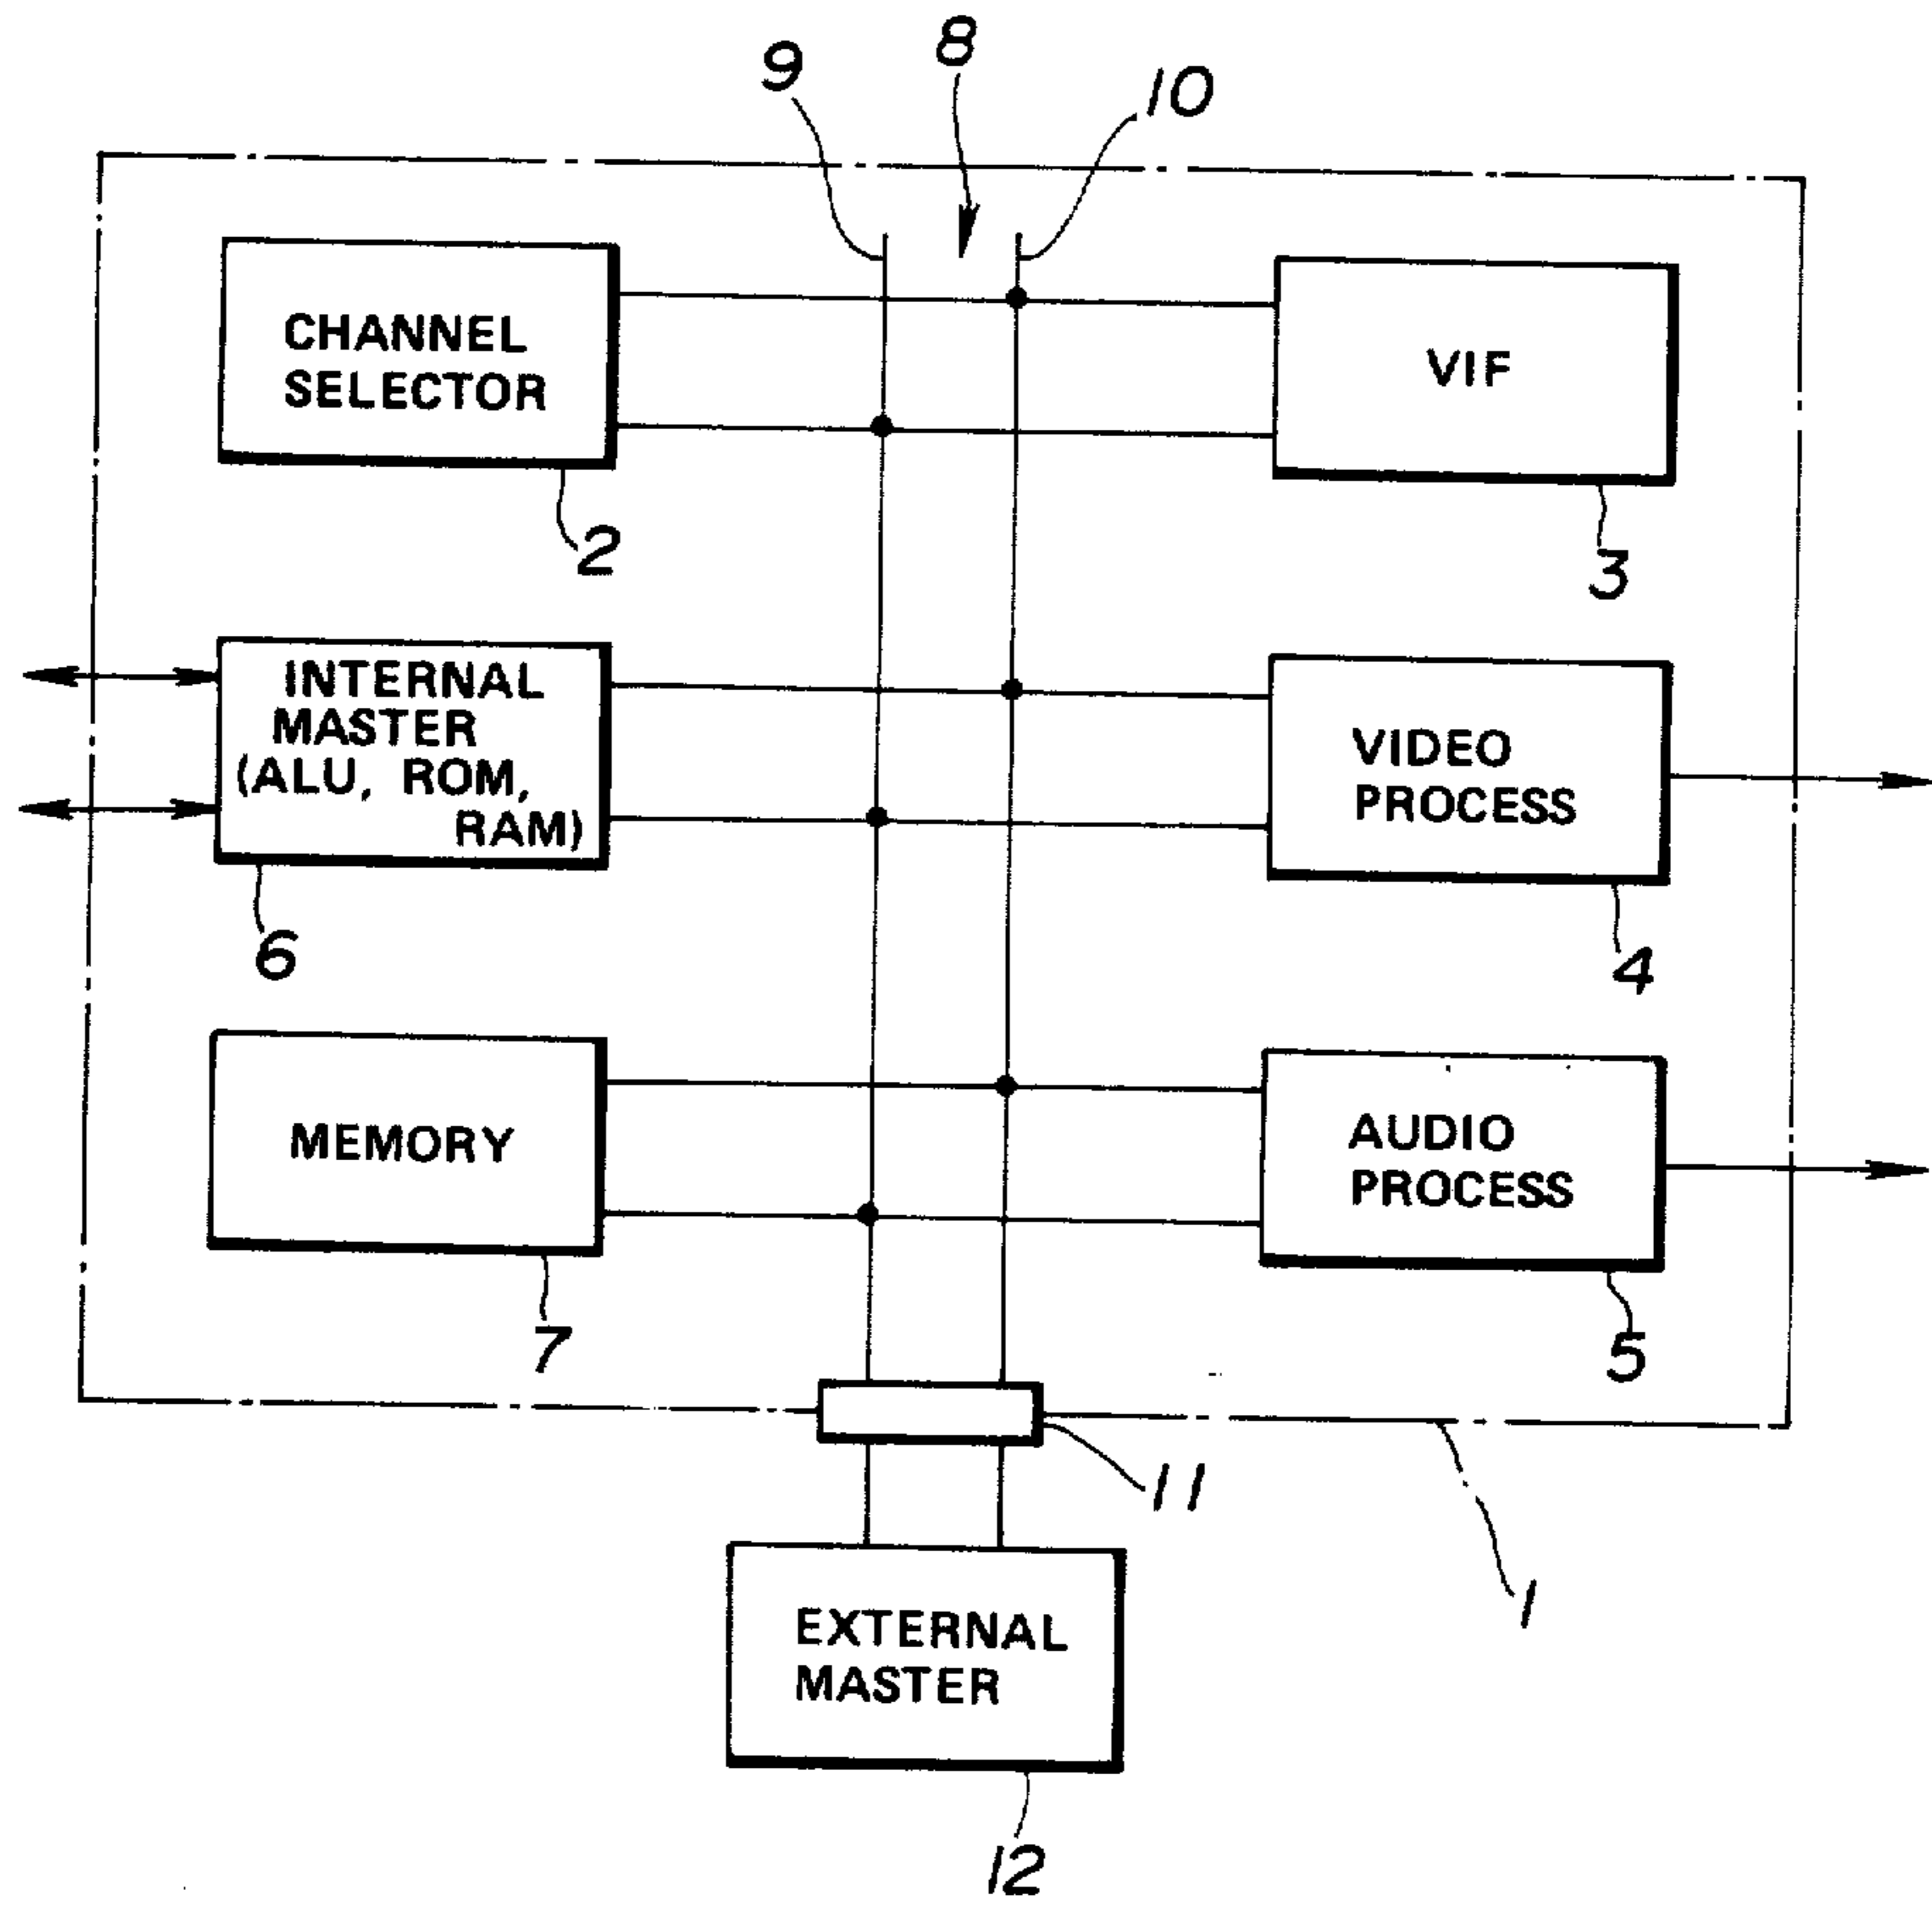 8
9
10
CHANNEL
SELECTOR
VIF
2
3
INTERNAL
MASTER
(ALU, ROM,
RAM)
VIDEO
PROCESS
6
4
MEMORY
AUDIO
PROCESS
7
5
11
1
EXTERNAL
MASTER
12